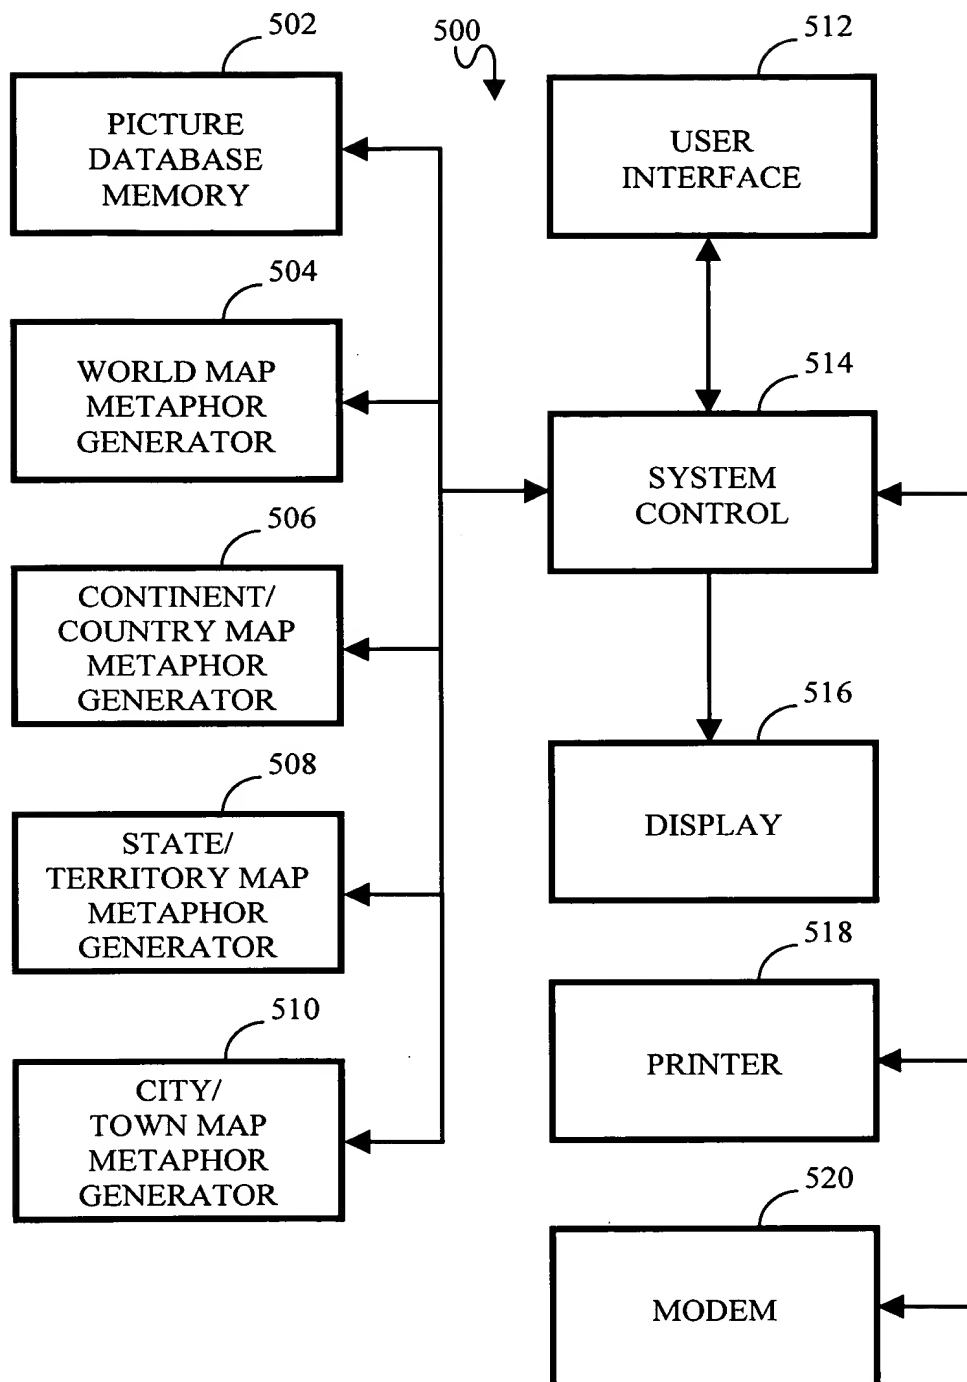 502
PICTURE
DATABASE
MEMORY
504
WORLD MAP
METAPHOR
GENERATOR
506
CONTINENT/
COUNTRY MAP
METAPHOR
GENERATOR
508
STATE/
TERRITORY MAP
METAPHOR
GENERATOR
510
CITY/
TOWN MAP
METAPHOR
GENERATOR
500
512
USER
INTERFACE
514
SYSTEM
CONTROL
516
DISPLAY
518
PRINTER
520
MODEM